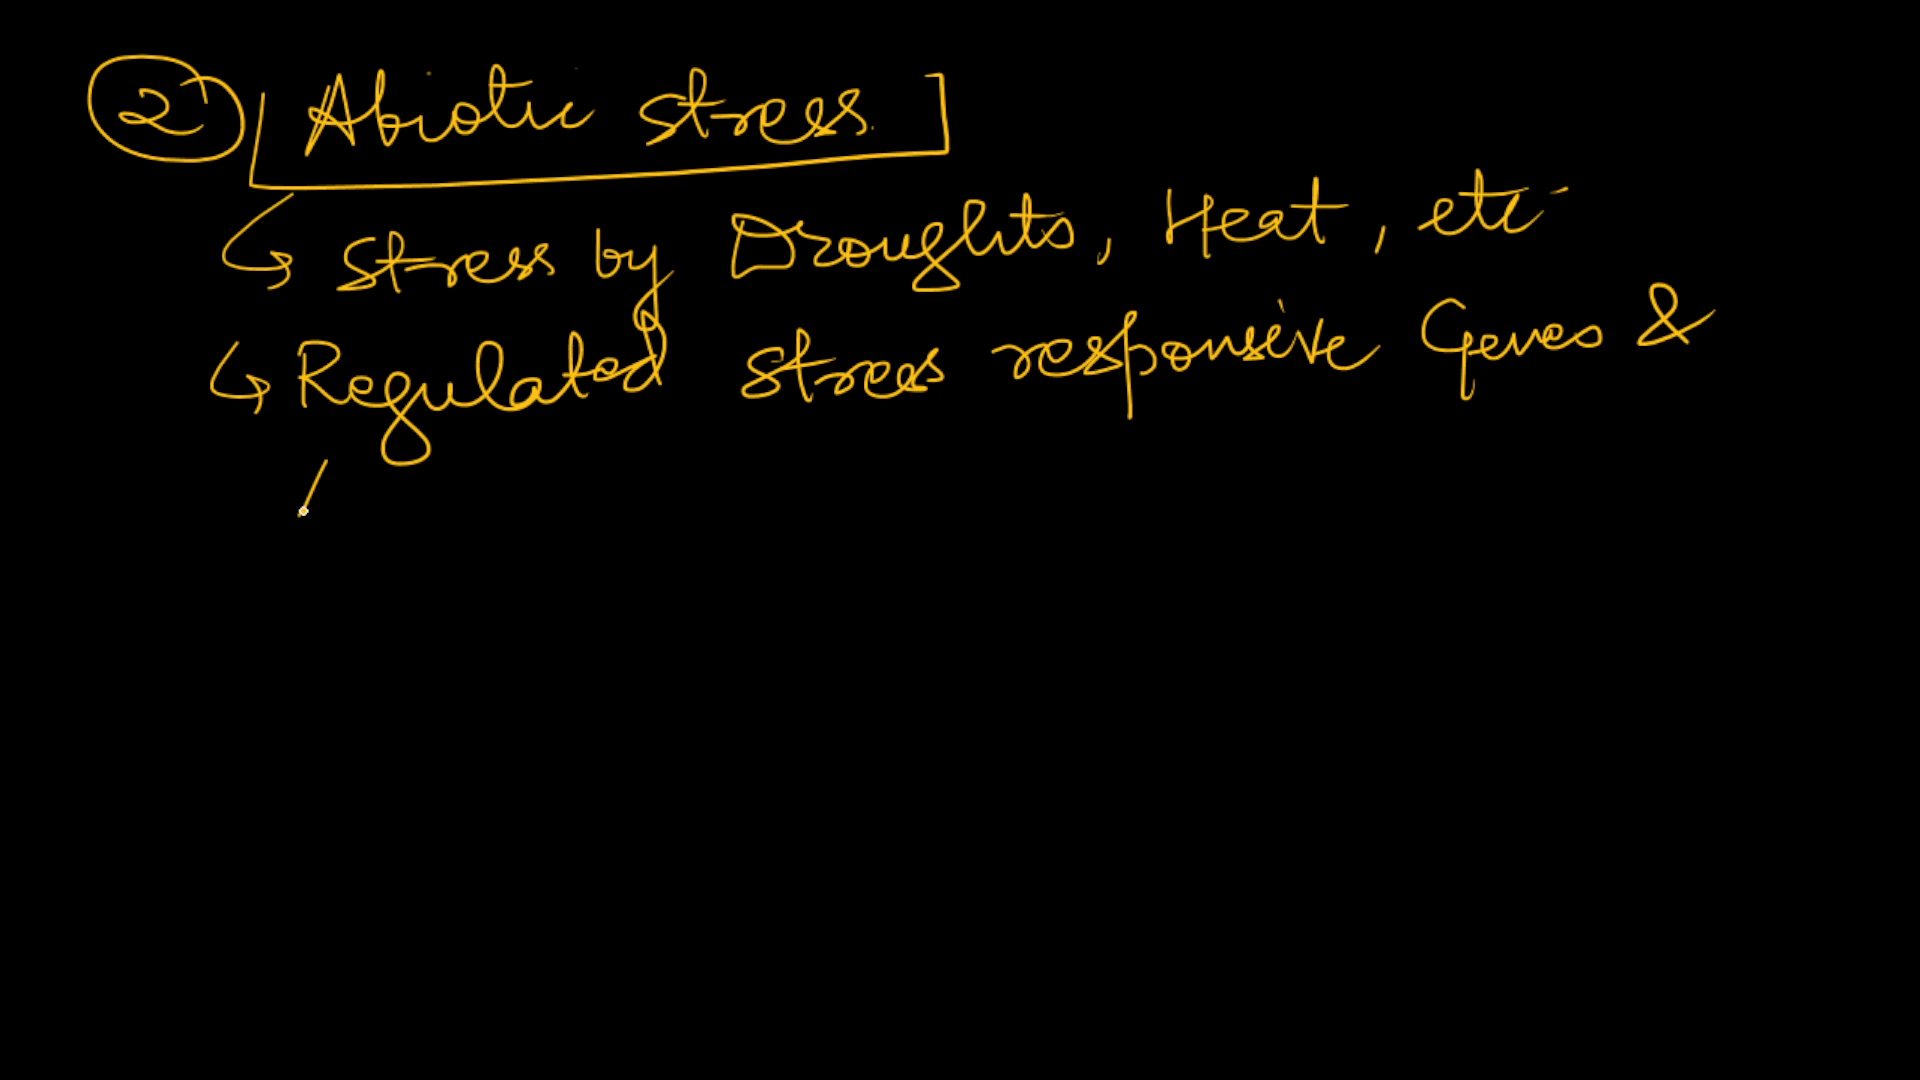 2 [Abiotic stress]
↳ Stress by Droughts, Heat, etc.
↳ Regulated stress responsive Genes &